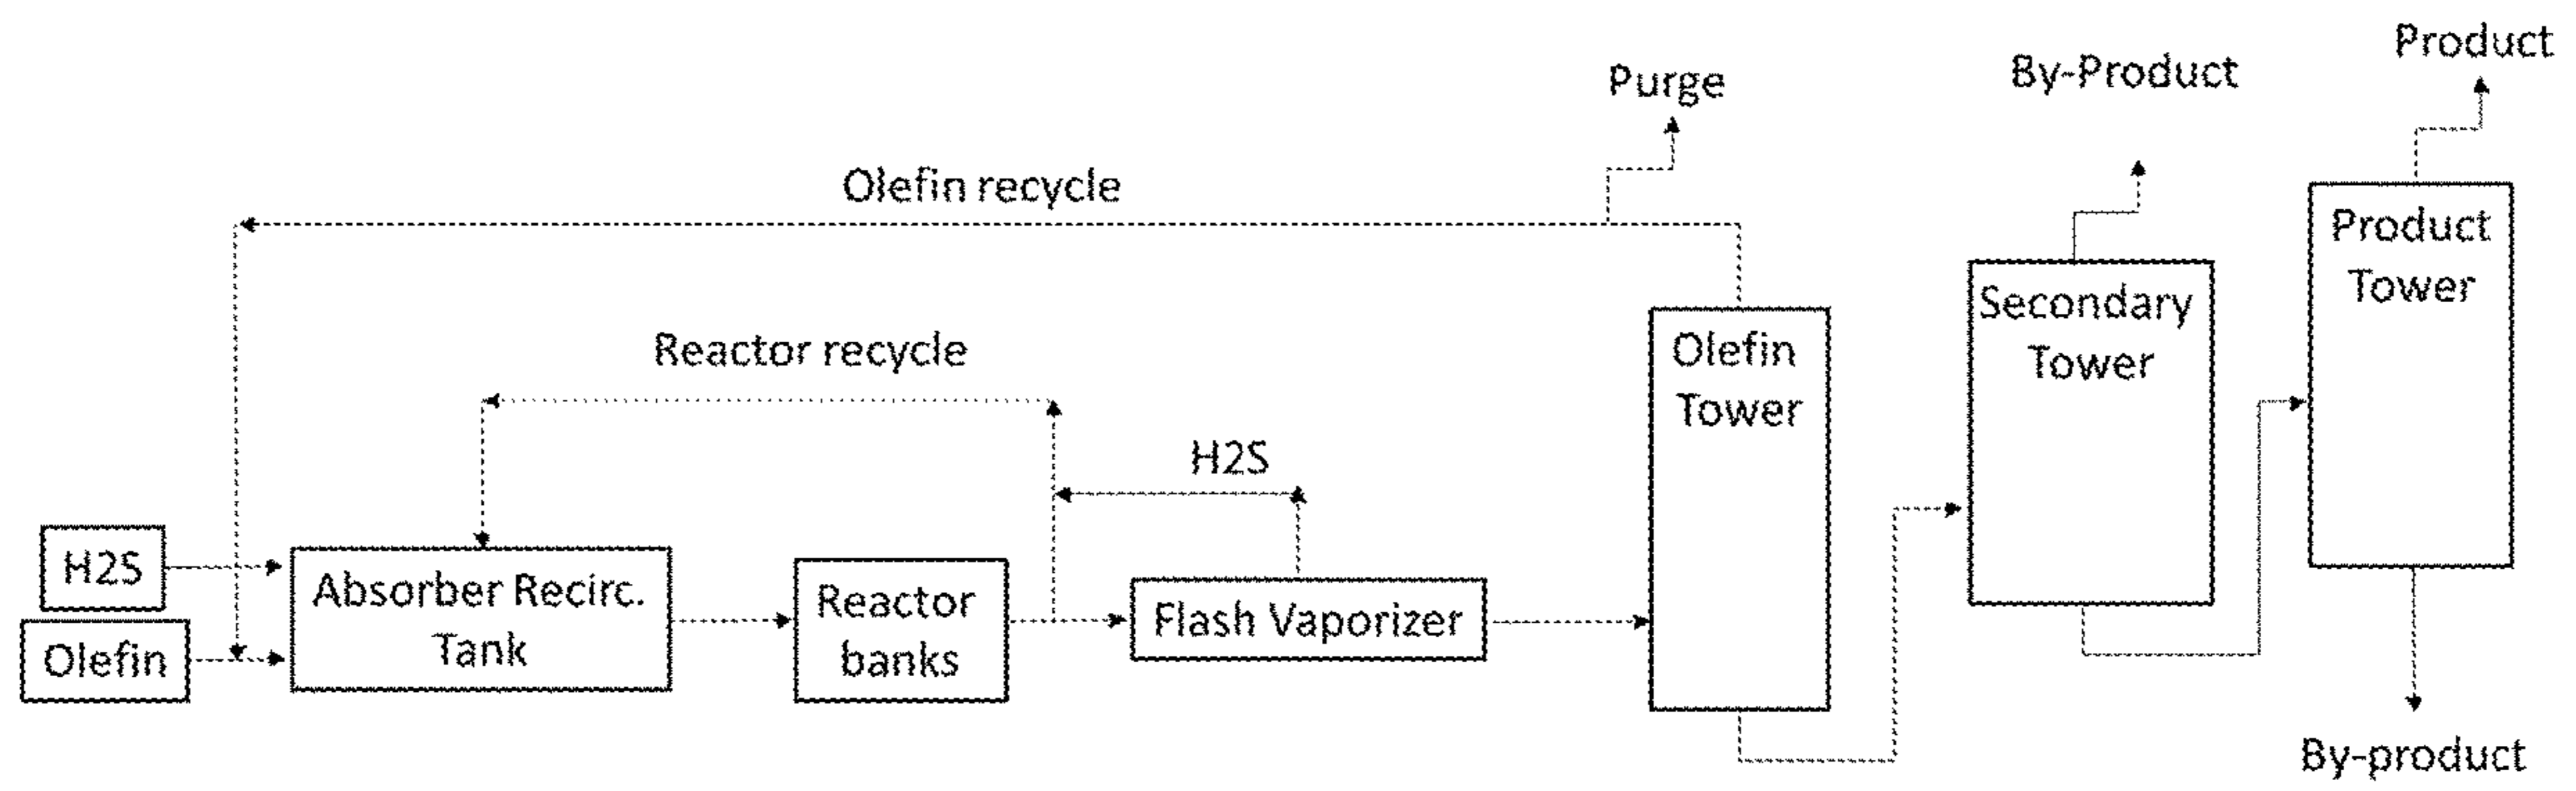 Product
By-Product
Purge
Olefin recycle
Product
Tower
Secondary
Tower
Olefin
Tower
Reactor recycle
H2S
H2S
Absorber Recirc.
Tank
Reactor
banks
Flash Vaporizer
Olefin
By-product